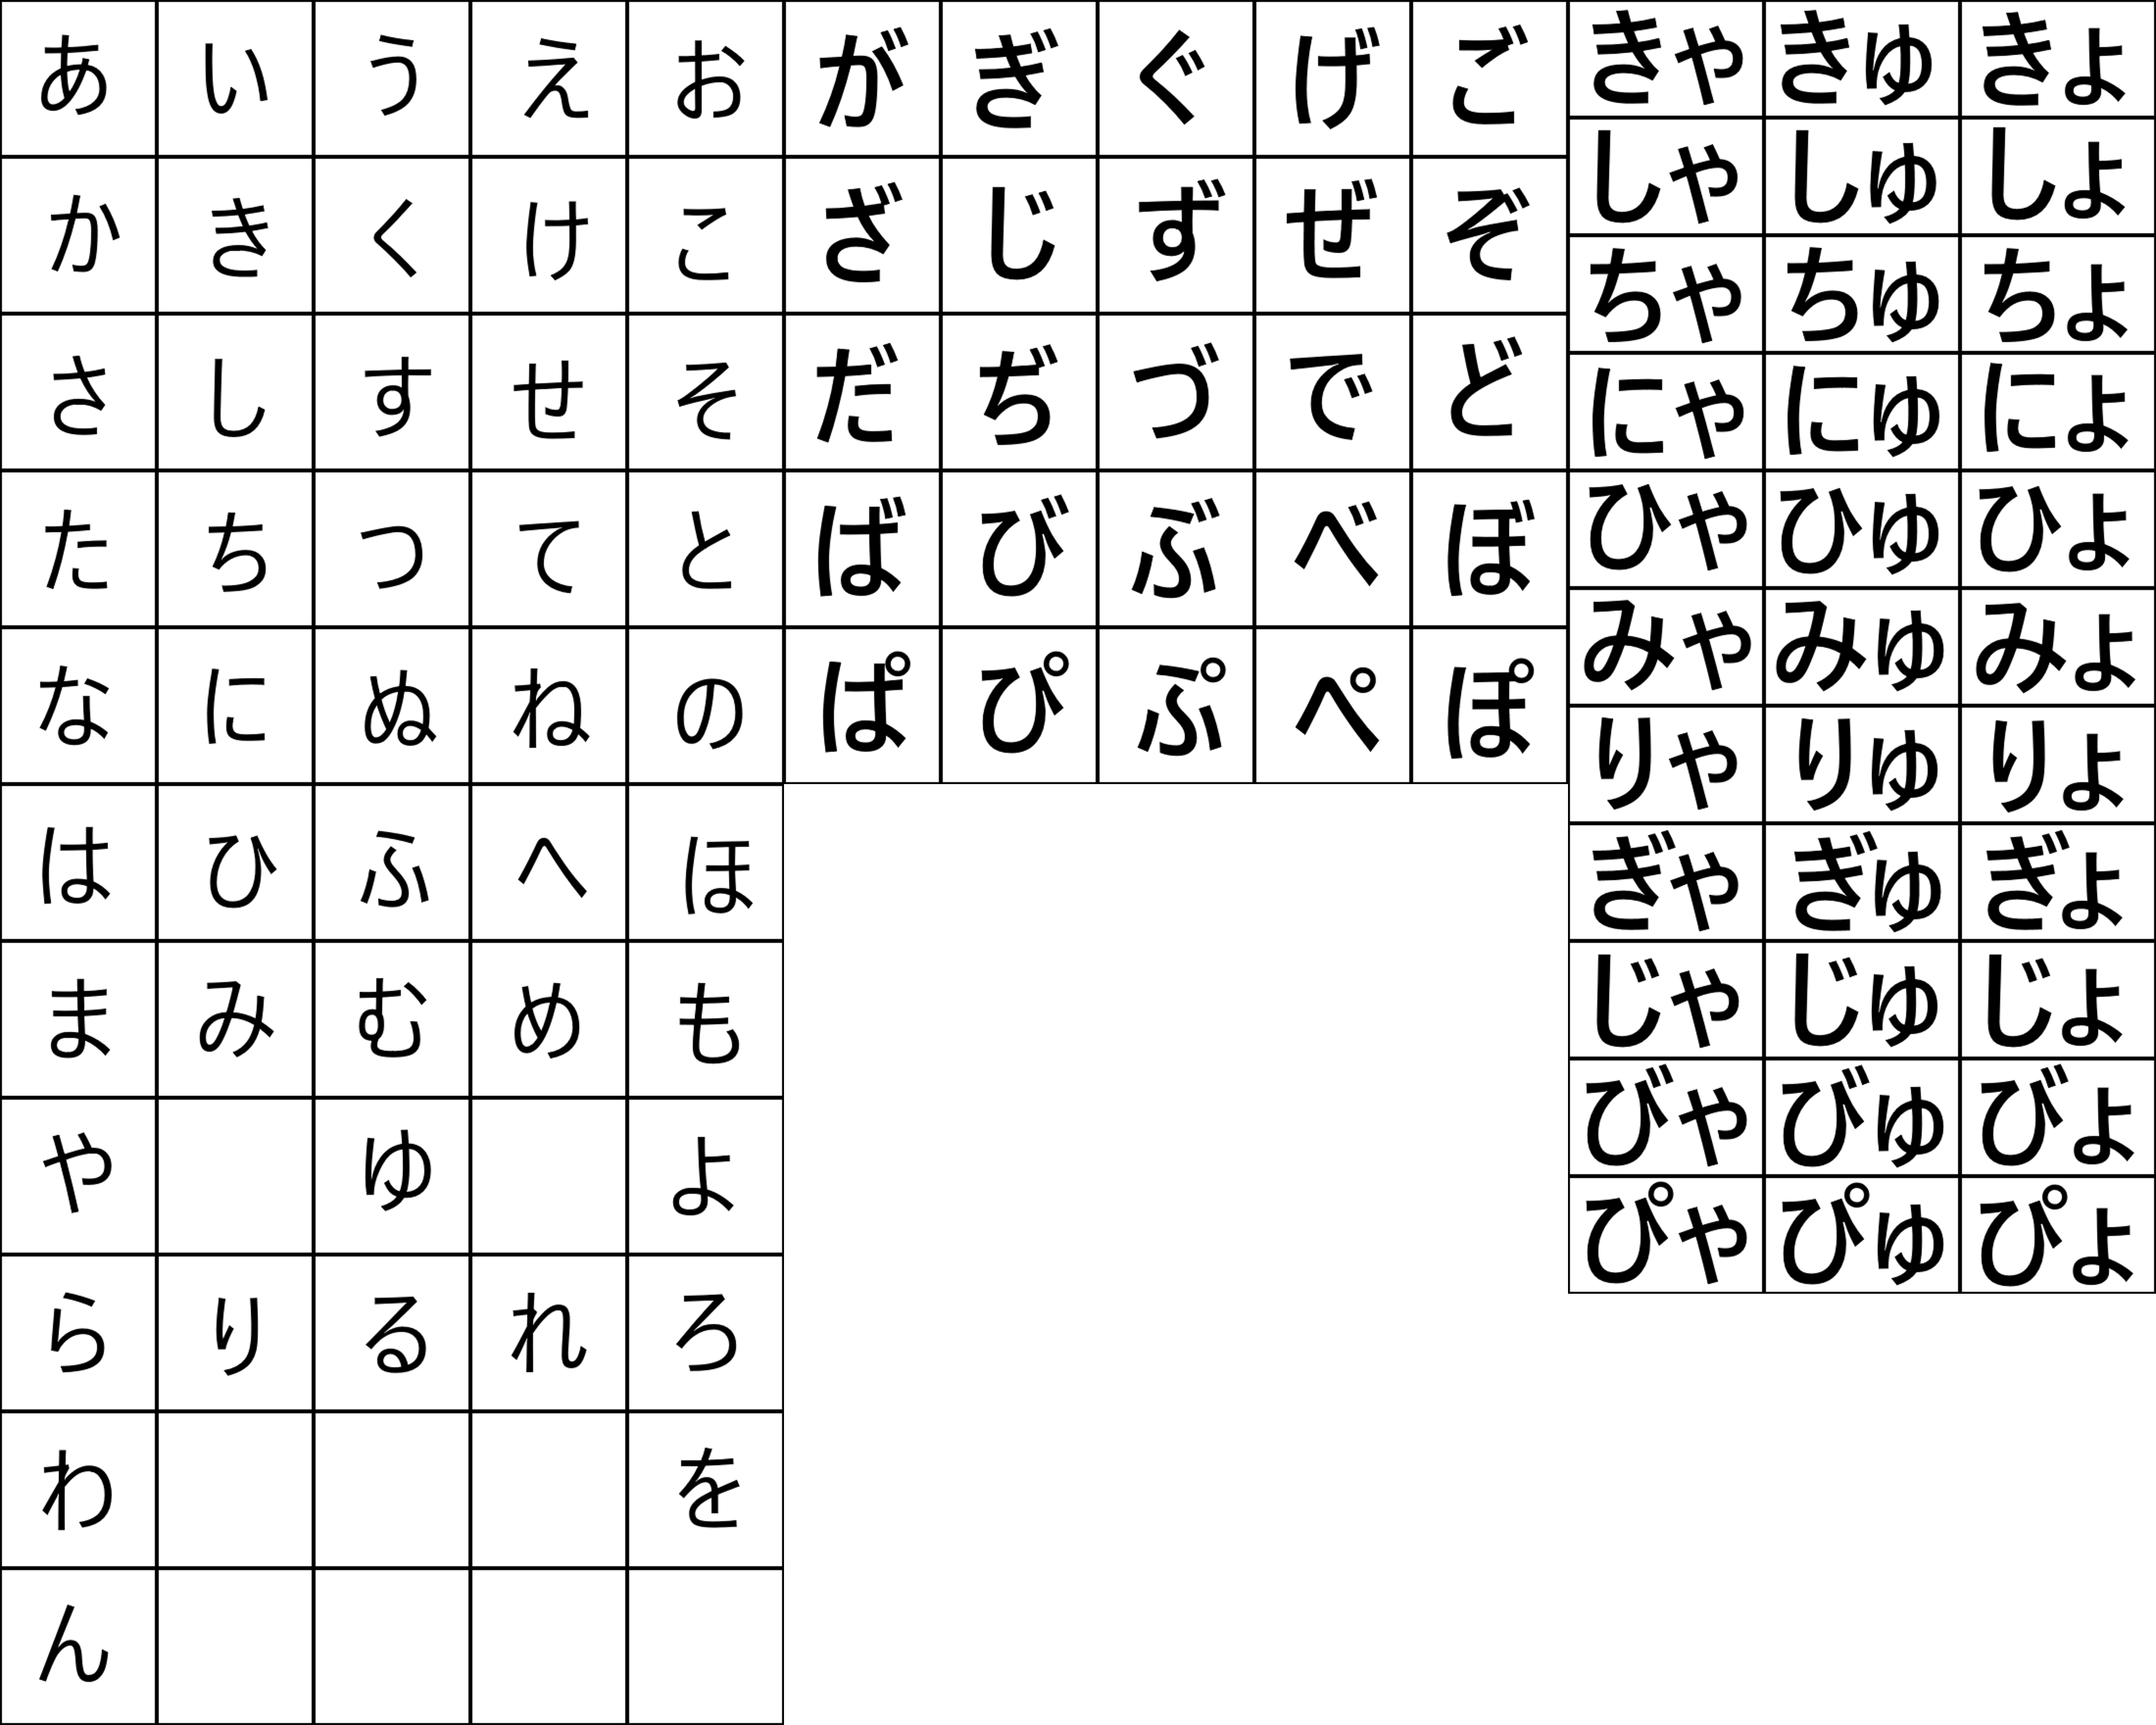 あ い う え お
か き く け こ
さ し す せ そ
た ち つ て と
な に ぬ ね の
は ひ ふ へ ほ
ま み む め も
や ゆ よ
ら り る れ ろ
わ を
ん
が ぎ ぐ げ ご
ざ じ ず ぜ ぞ
だ ぢ づ で ど
ば び ぶ べ ぼ
ぱ ぴ ぷ ぺ ぽ
きゃ きゅ きょ
しゃ しゅ しょ
ちゃ ちゅ ちょ
にゃ にゅ にょ
ひゃ ひゅ ひょ
みゃ みゅ みょ
りゃ りゅ りょ
ぎゃ ぎゅ ぎょ
じゃ じゅ じょ
びゃ びゅ びょ
ぴゃ ぴゅ ぴょ